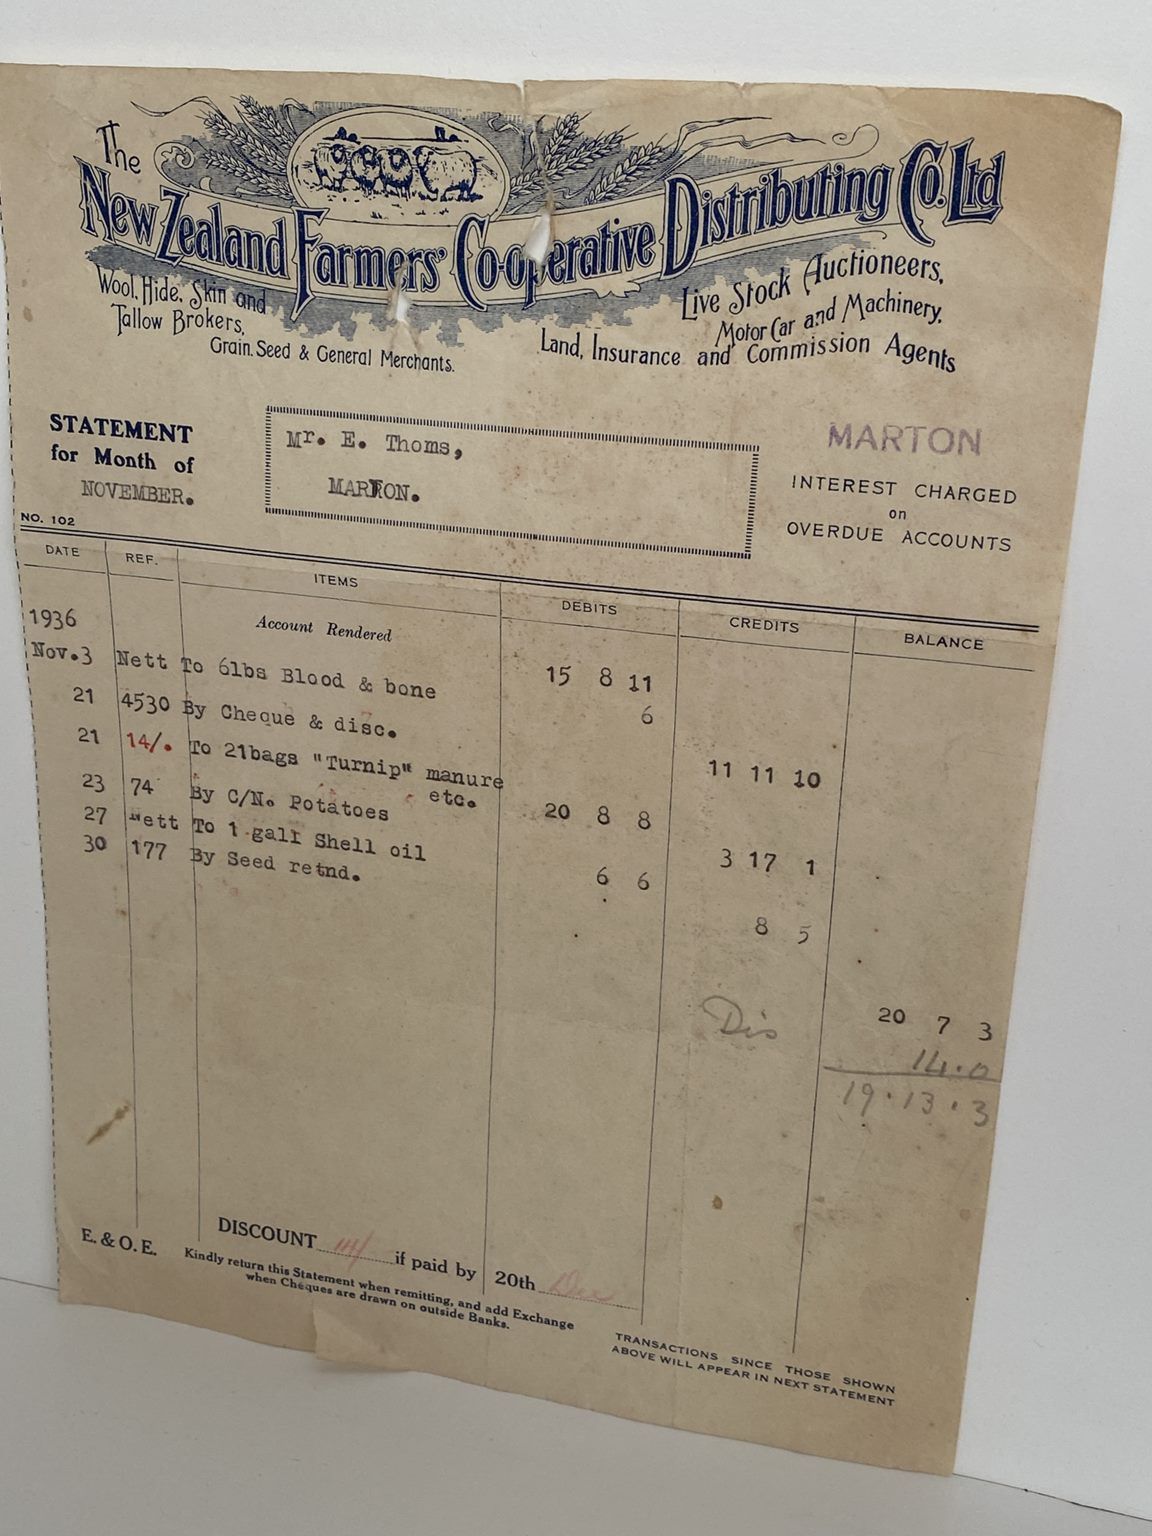 The
New Zealand Farmers' Co-operative Distributing Co. Ltd
Wool, Hide, Skin and
Tallow Brokers,
Grain, Seed & General Merchants.
Live Stock Auctioneers,
Motor Car and Machinery,
Land, Insurance and Commission Agents
STATEMENT
for Month of
NOVEMBER.
NO. 102
Mr. E. Thoms,
MARTON.
MARTON
INTEREST CHARGED
on
OVERDUE ACCOUNTS
DATE REF. ITEMS DEBITS CREDITS BALANCE
1936 Account Rendered 15 8 11
Nov.3 Nett To 6lbs Blood & bone 6
21 4530 By Cheque & disc. 11 11 10
21 14/. To 21bags "Turnip" manure
etc. 20 8 8
23 74 By C/N. Potatoes 3 17 1
27 Nett To 1 gall Shell oil 6 6
30 177 By Seed retnd. 8 5
20 7 3
Dis 14.0
19.13.3
E. & O. E.
DISCOUNT 14/ if paid by 20th Dec
Kindly return this Statement when remitting, and add Exchange
when Cheques are drawn on outside Banks.
TRANSACTIONS SINCE THOSE SHOWN
ABOVE WILL APPEAR IN NEXT STATEMENT